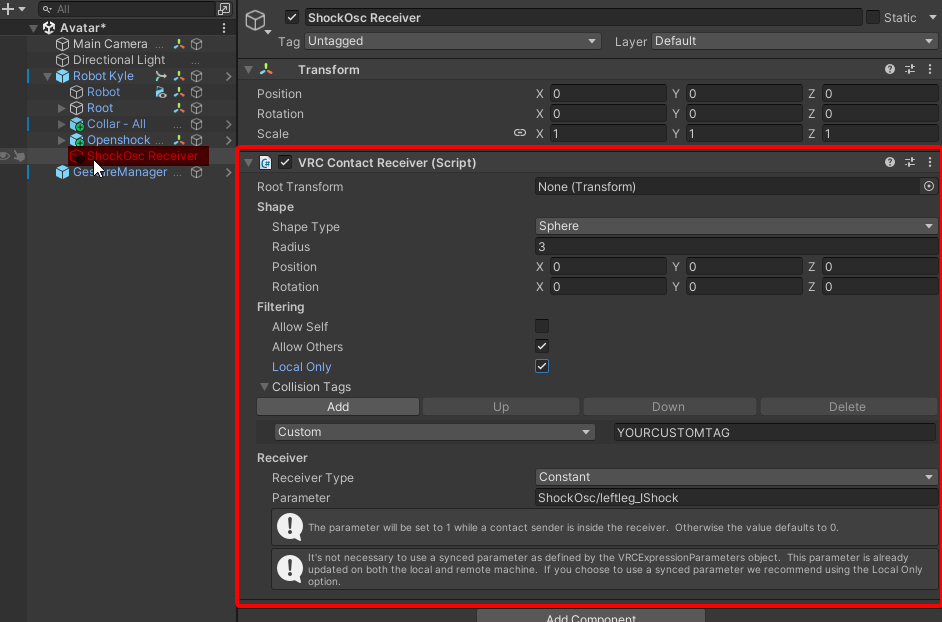 All
Avatar*
Main Camera ...
Directional Light ...
Robot Kyle
Robot
Root
Collar - All ...
Openshock ...
ShockOsc Receiver
GestureManager ...
ShockOsc Receiver
Static
Tag Untagged Layer Default
Transform
Position X 0 Y 0 Z 0
Rotation X 0 Y 0 Z 0
Scale X 1 Y 1 Z 1
VRC Contact Receiver (Script)
Root Transform None (Transform)
Shape
Shape Type Sphere
Radius 3
Position X 0 Y 0 Z 0
Rotation X 0 Y 0 Z 0
Filtering
Allow Self
Allow Others
Local Only
Collision Tags
Add Up Down Delete
Custom YOURCUSTOMTAG
Receiver
Receiver Type Constant
Parameter ShockOsc/leftleg_IShock
The parameter will be set to 1 while a contact sender is inside the receiver. Otherwise the value defaults to 0.
It's not necessary to use a synced parameter as defined by the VRCExpressionParameters object. This parameter is already
updated on both the local and remote machine. If you choose to use a synced parameter we recommend using the Local Only
option.
Add Component